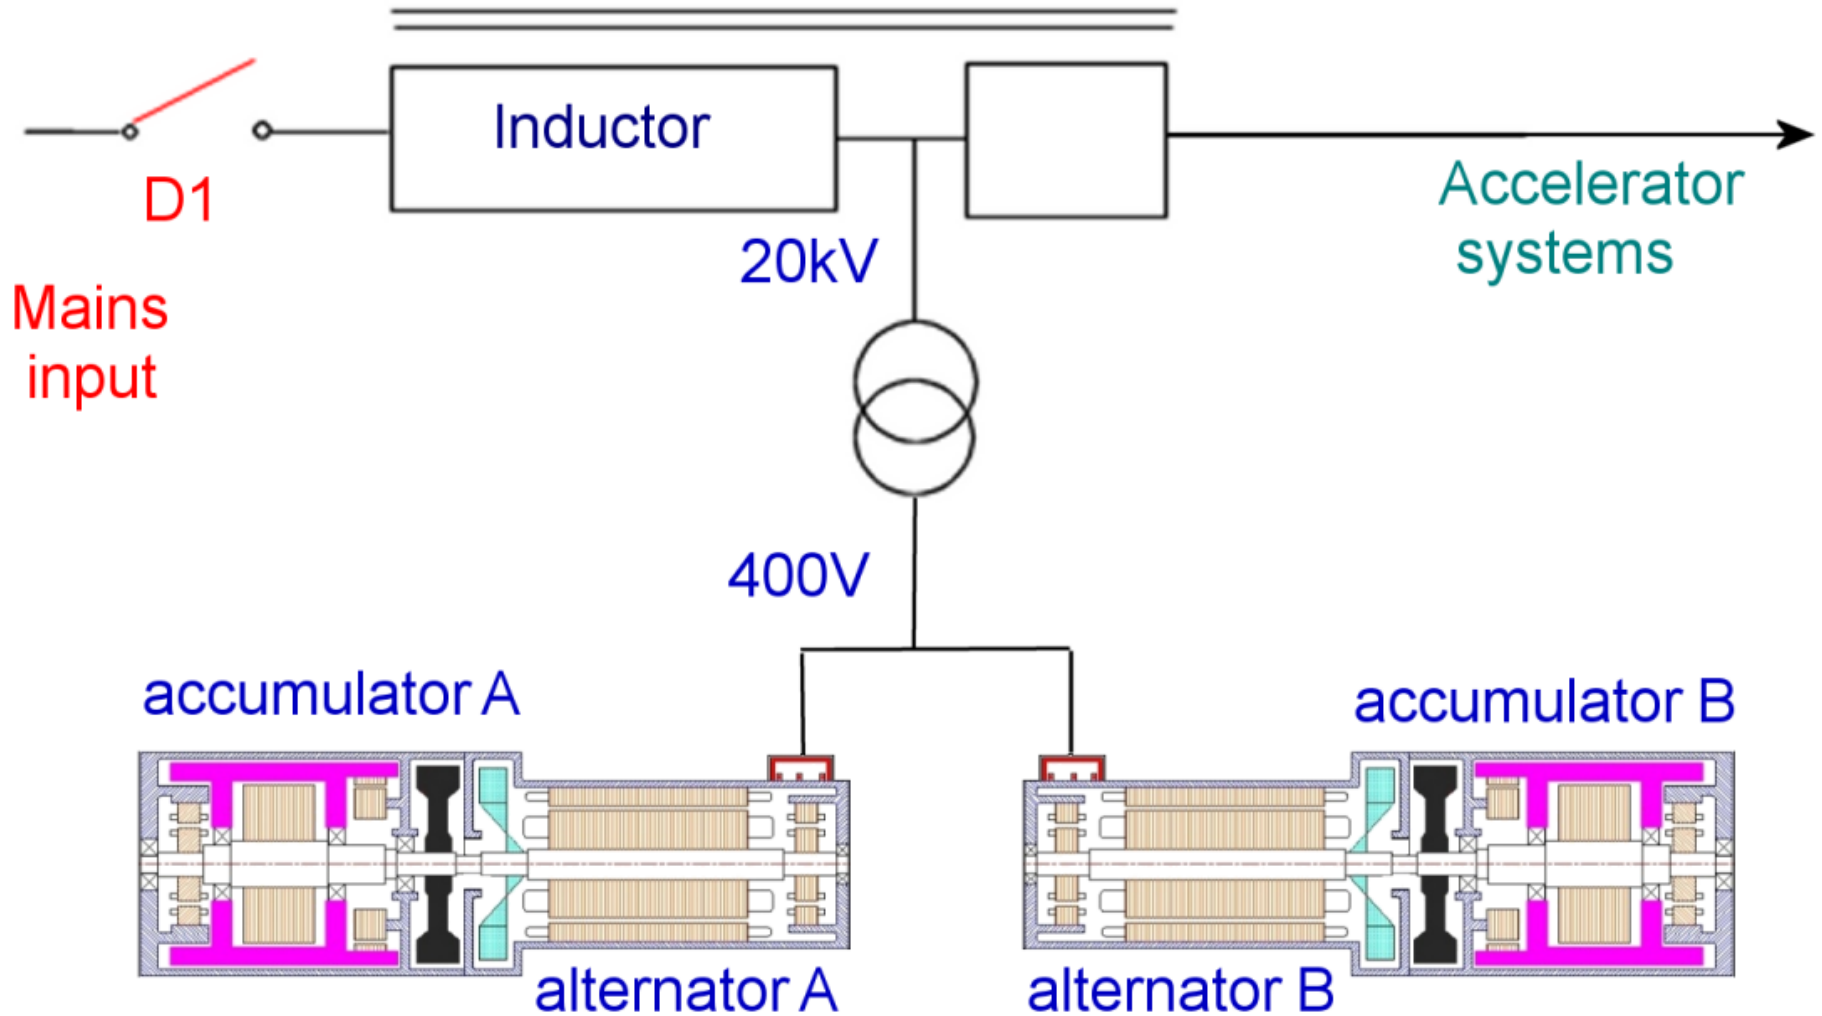 Inductor
D1
Accelerator
systems
20kV
Mains
input
400V
accumulator A
accumulator B
alternator A
alternator B